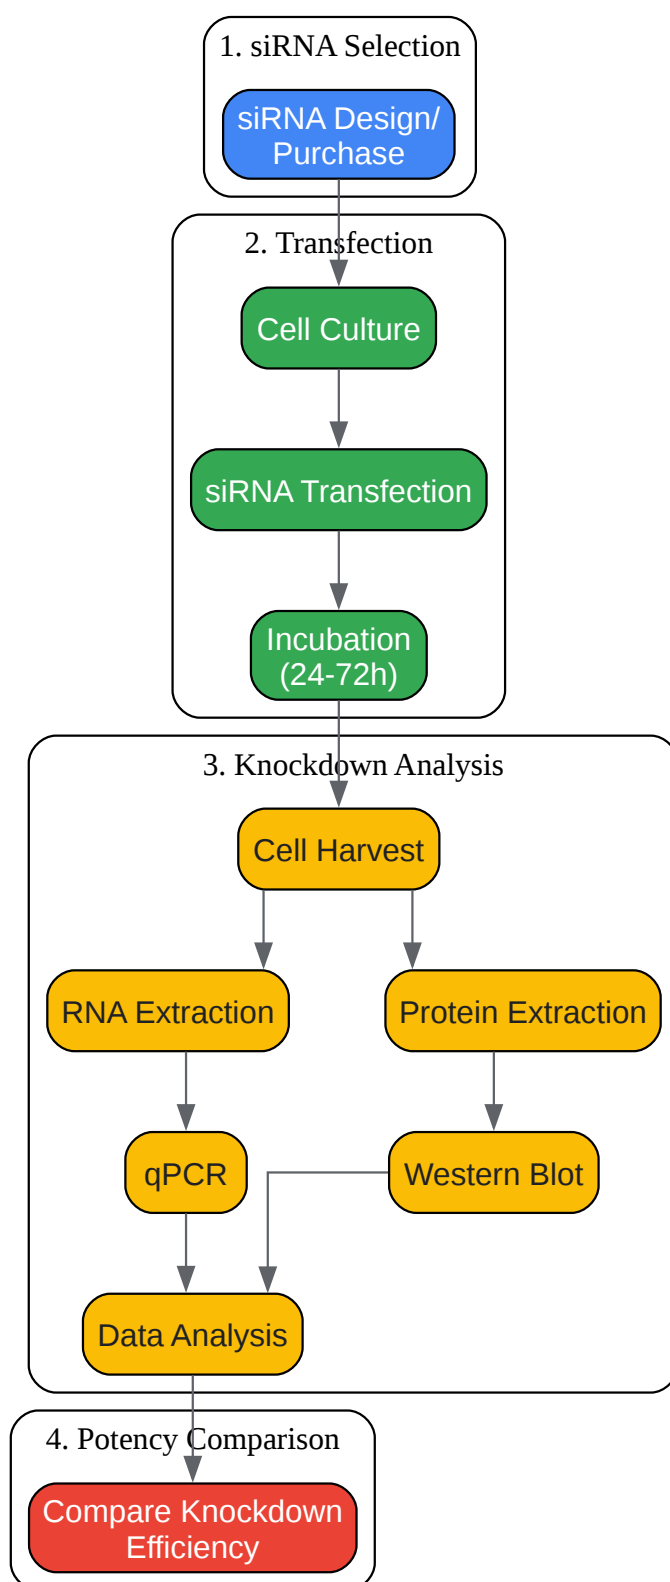 1. siRNA Selection
siRNA Design/
Purchase
2. Transfection
Cell Culture
siRNA Transfection
Incubation
(24-72h)
3. Knockdown Analysis
Cell Harvest
RNA Extraction
Protein Extraction
qPCR
Western Blot
Data Analysis
4. Potency Comparison
Compare Knockdown
Efficiency